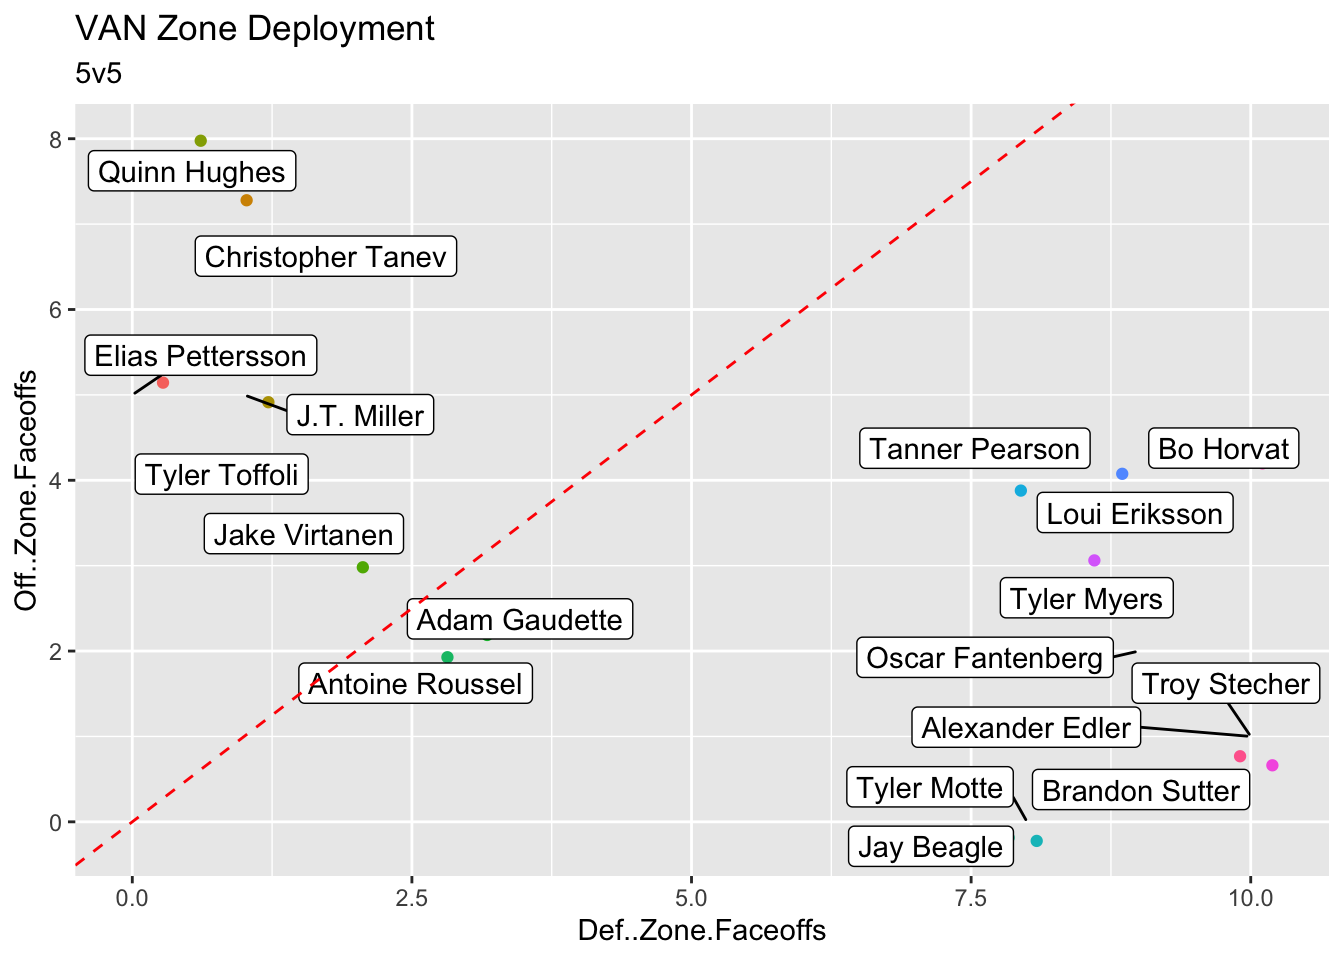 VAN Zone Deployment
5v5
Off..Zone.Faceoffs
8
6
4
2
0
Quinn Hughes
Christopher Tanev
Elias Pettersson
J.T. Miller
Tyler Toffoli
Jake Virtanen
Adam Gaudette
Antoine Roussel
Tanner Pearson
Bo Horvat
Loui Eriksson
Tyler Myers
Oscar Fantenberg
Troy Stecher
Alexander Edler
Tyler Motte
Brandon Sutter
Jay Beagle
0.0
2.5
5.0
7.5
10.0
Def..Zone.Faceoffs